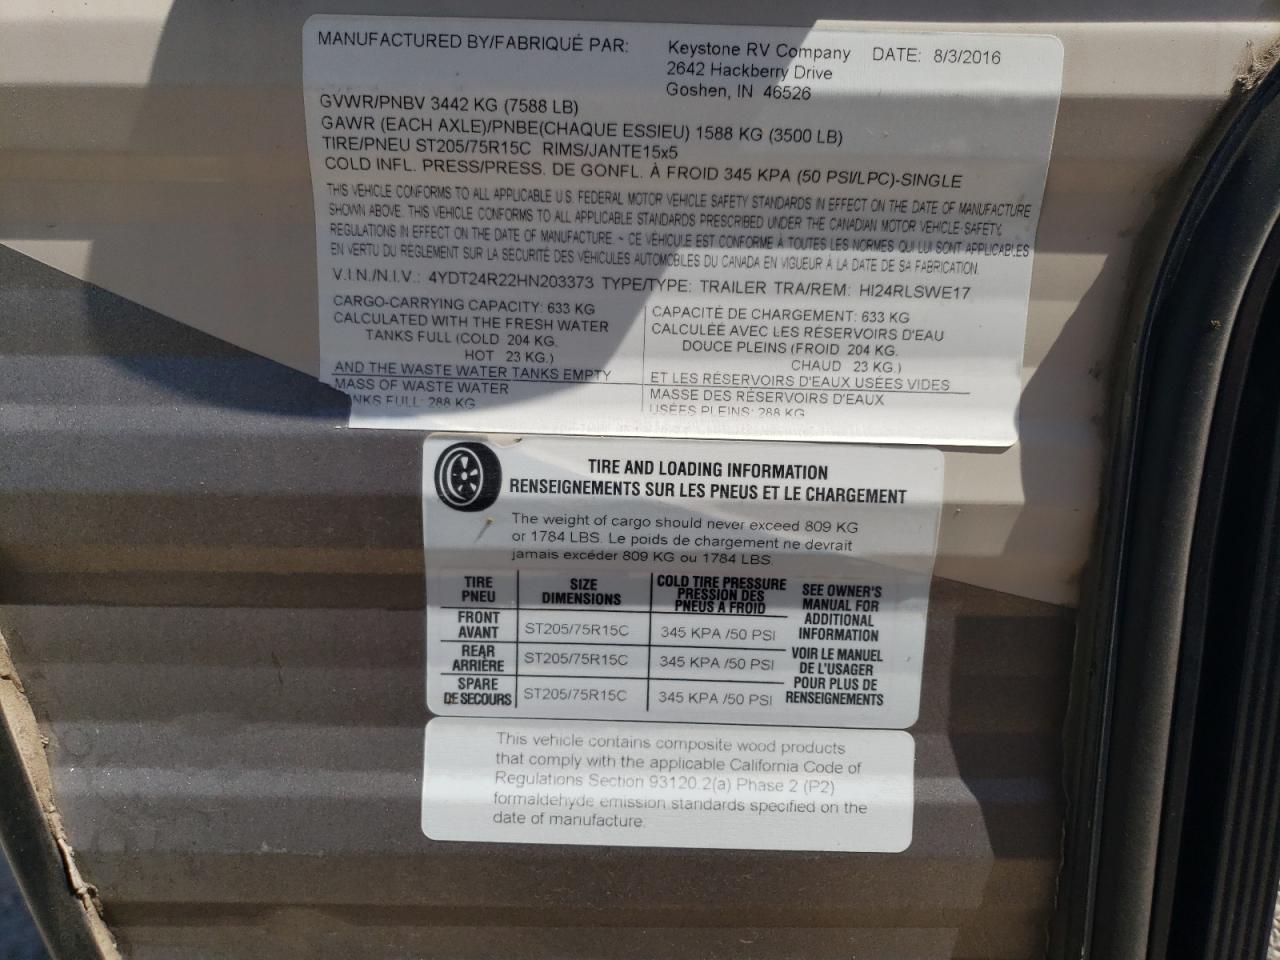 MANUFACTURED BY/FABRIQUÉ PAR: Keystone RV Company DATE: 8/3/2016
2642 Hackberry Drive
Goshen, IN 46526
GVWR/PNBV 3442 KG (7588 LB)
GAWR (EACH AXLE)/PNBE(CHAQUE ESSIEU) 1588 KG (3500 LB)
TIRE/PNEU ST205/75R15C RIMS/JANTE15x5
COLD INFL. PRESS/PRESS. DE GONFL. À FROID 345 KPA (50 PSI/LPC)-SINGLE
THIS VEHICLE CONFORMS TO ALL APPLICABLE U.S. FEDERAL MOTOR VEHICLE SAFETY STANDARDS IN EFFECT ON THE DATE OF MANUFACTURE
SHOWN ABOVE. THIS VEHICLE CONFORMS TO ALL APPLICABLE STANDARDS PRESCRIBED UNDER THE CANADIAN MOTOR VEHICLE SAFETY
REGULATIONS IN EFFECT ON THE DATE OF MANUFACTURE. ~ CE VÉHICULE EST CONFORME À TOUTES LES NORMES QUI LUI SONT APPLICABLES
EN VERTU DU RÈGLEMENT SUR LA SÉCURITÉ DES VÉHICULES AUTOMOBILES DU CANADA EN VIGUEUR À LA DATE DE SA FABRICATION.
V.I.N./N.I.V.: 4YDT24R22HN203373 TYPE/TYPE: TRAILER TRA/REM: HI24RLSWE17
CARGO-CARRYING CAPACITY: 633 KG
CALCULATED WITH THE FRESH WATER
TANKS FULL (COLD 204 KG.
HOT 23 KG.)
AND THE WASTE WATER TANKS EMPTY
MASS OF WASTE WATER
TANKS FULL: 288 KG
CAPACITÉ DE CHARGEMENT: 633 KG
CALCULÉE AVEC LES RÉSERVOIRS D'EAU
DOUCE PLEINS (FROID 204 KG.
CHAUD 23 KG.)
ET LES RÉSERVOIRS D'EAUX USÉES VIDES
MASSE DES RÉSERVOIRS D'EAUX
USÉES PLEINS: 288 KG
TIRE AND LOADING INFORMATION
RENSEIGNEMENTS SUR LES PNEUS ET LE CHARGEMENT
The weight of cargo should never exceed 809 KG
or 1784 LBS. Le poids de chargement ne devrait
jamais excéder 809 KG ou 1784 LBS.
TIRE
PNEU
SIZE
DIMENSIONS
COLD TIRE PRESSURE
PRESSION DES
PNEUS A FROID
FRONT
AVANT
ST205/75R15C
345 KPA /50 PSI
REAR
ARRIÈRE
ST205/75R15C
345 KPA /50 PSI
SPARE
DE SECOURS
ST205/75R15C
345 KPA /50 PSI
SEE OWNER'S
MANUAL FOR
ADDITIONAL
INFORMATION
VOIR LE MANUEL
DE L'USAGER
POUR PLUS DE
RENSEIGNEMENTS
This vehicle contains composite wood products
that comply with the applicable California Code of
Regulations Section 93120.2(a) Phase 2 (P2)
formaldehyde emission standards specified on the
date of manufacture.